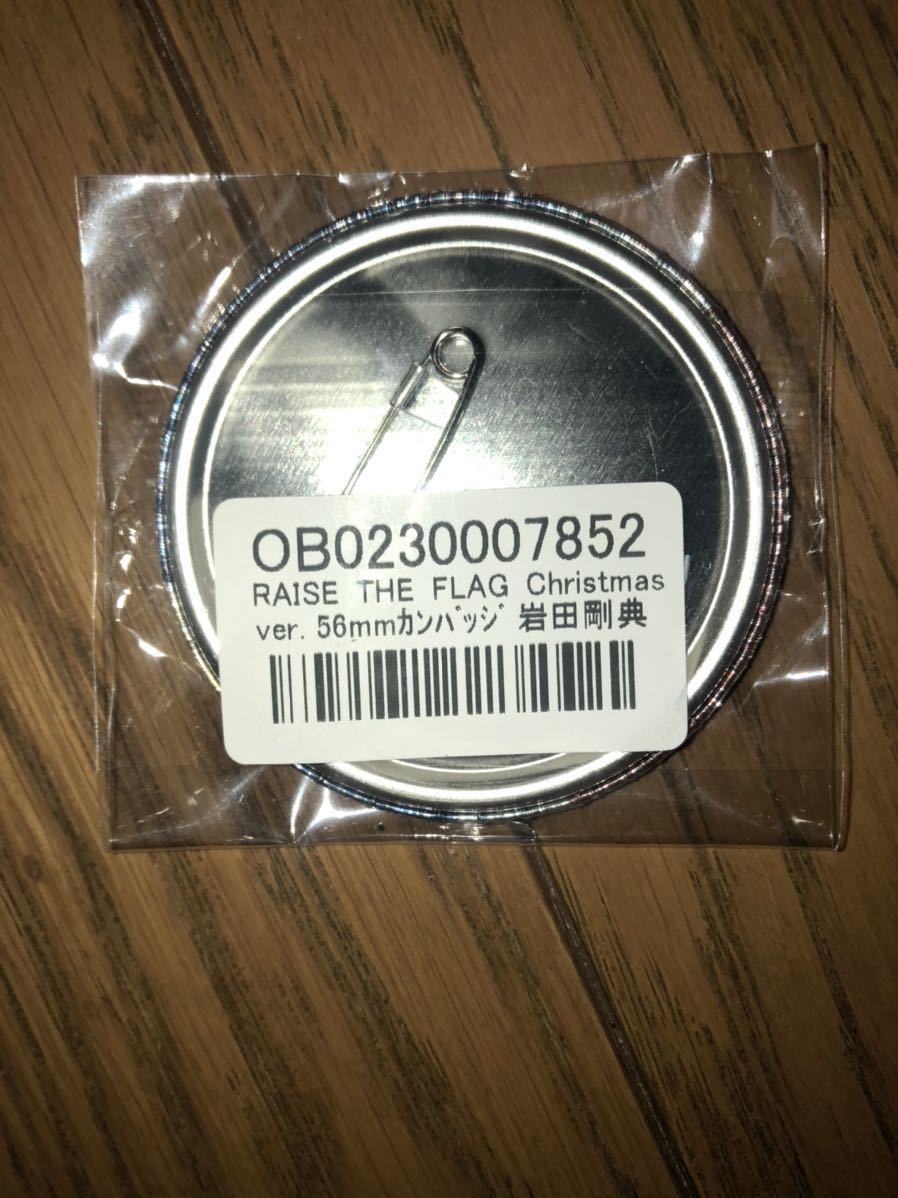 OB0230007852
RAISE THE FLAG Christmas
ver. 56mmｶﾝﾊﾞｯｼﾞ 岩田剛典